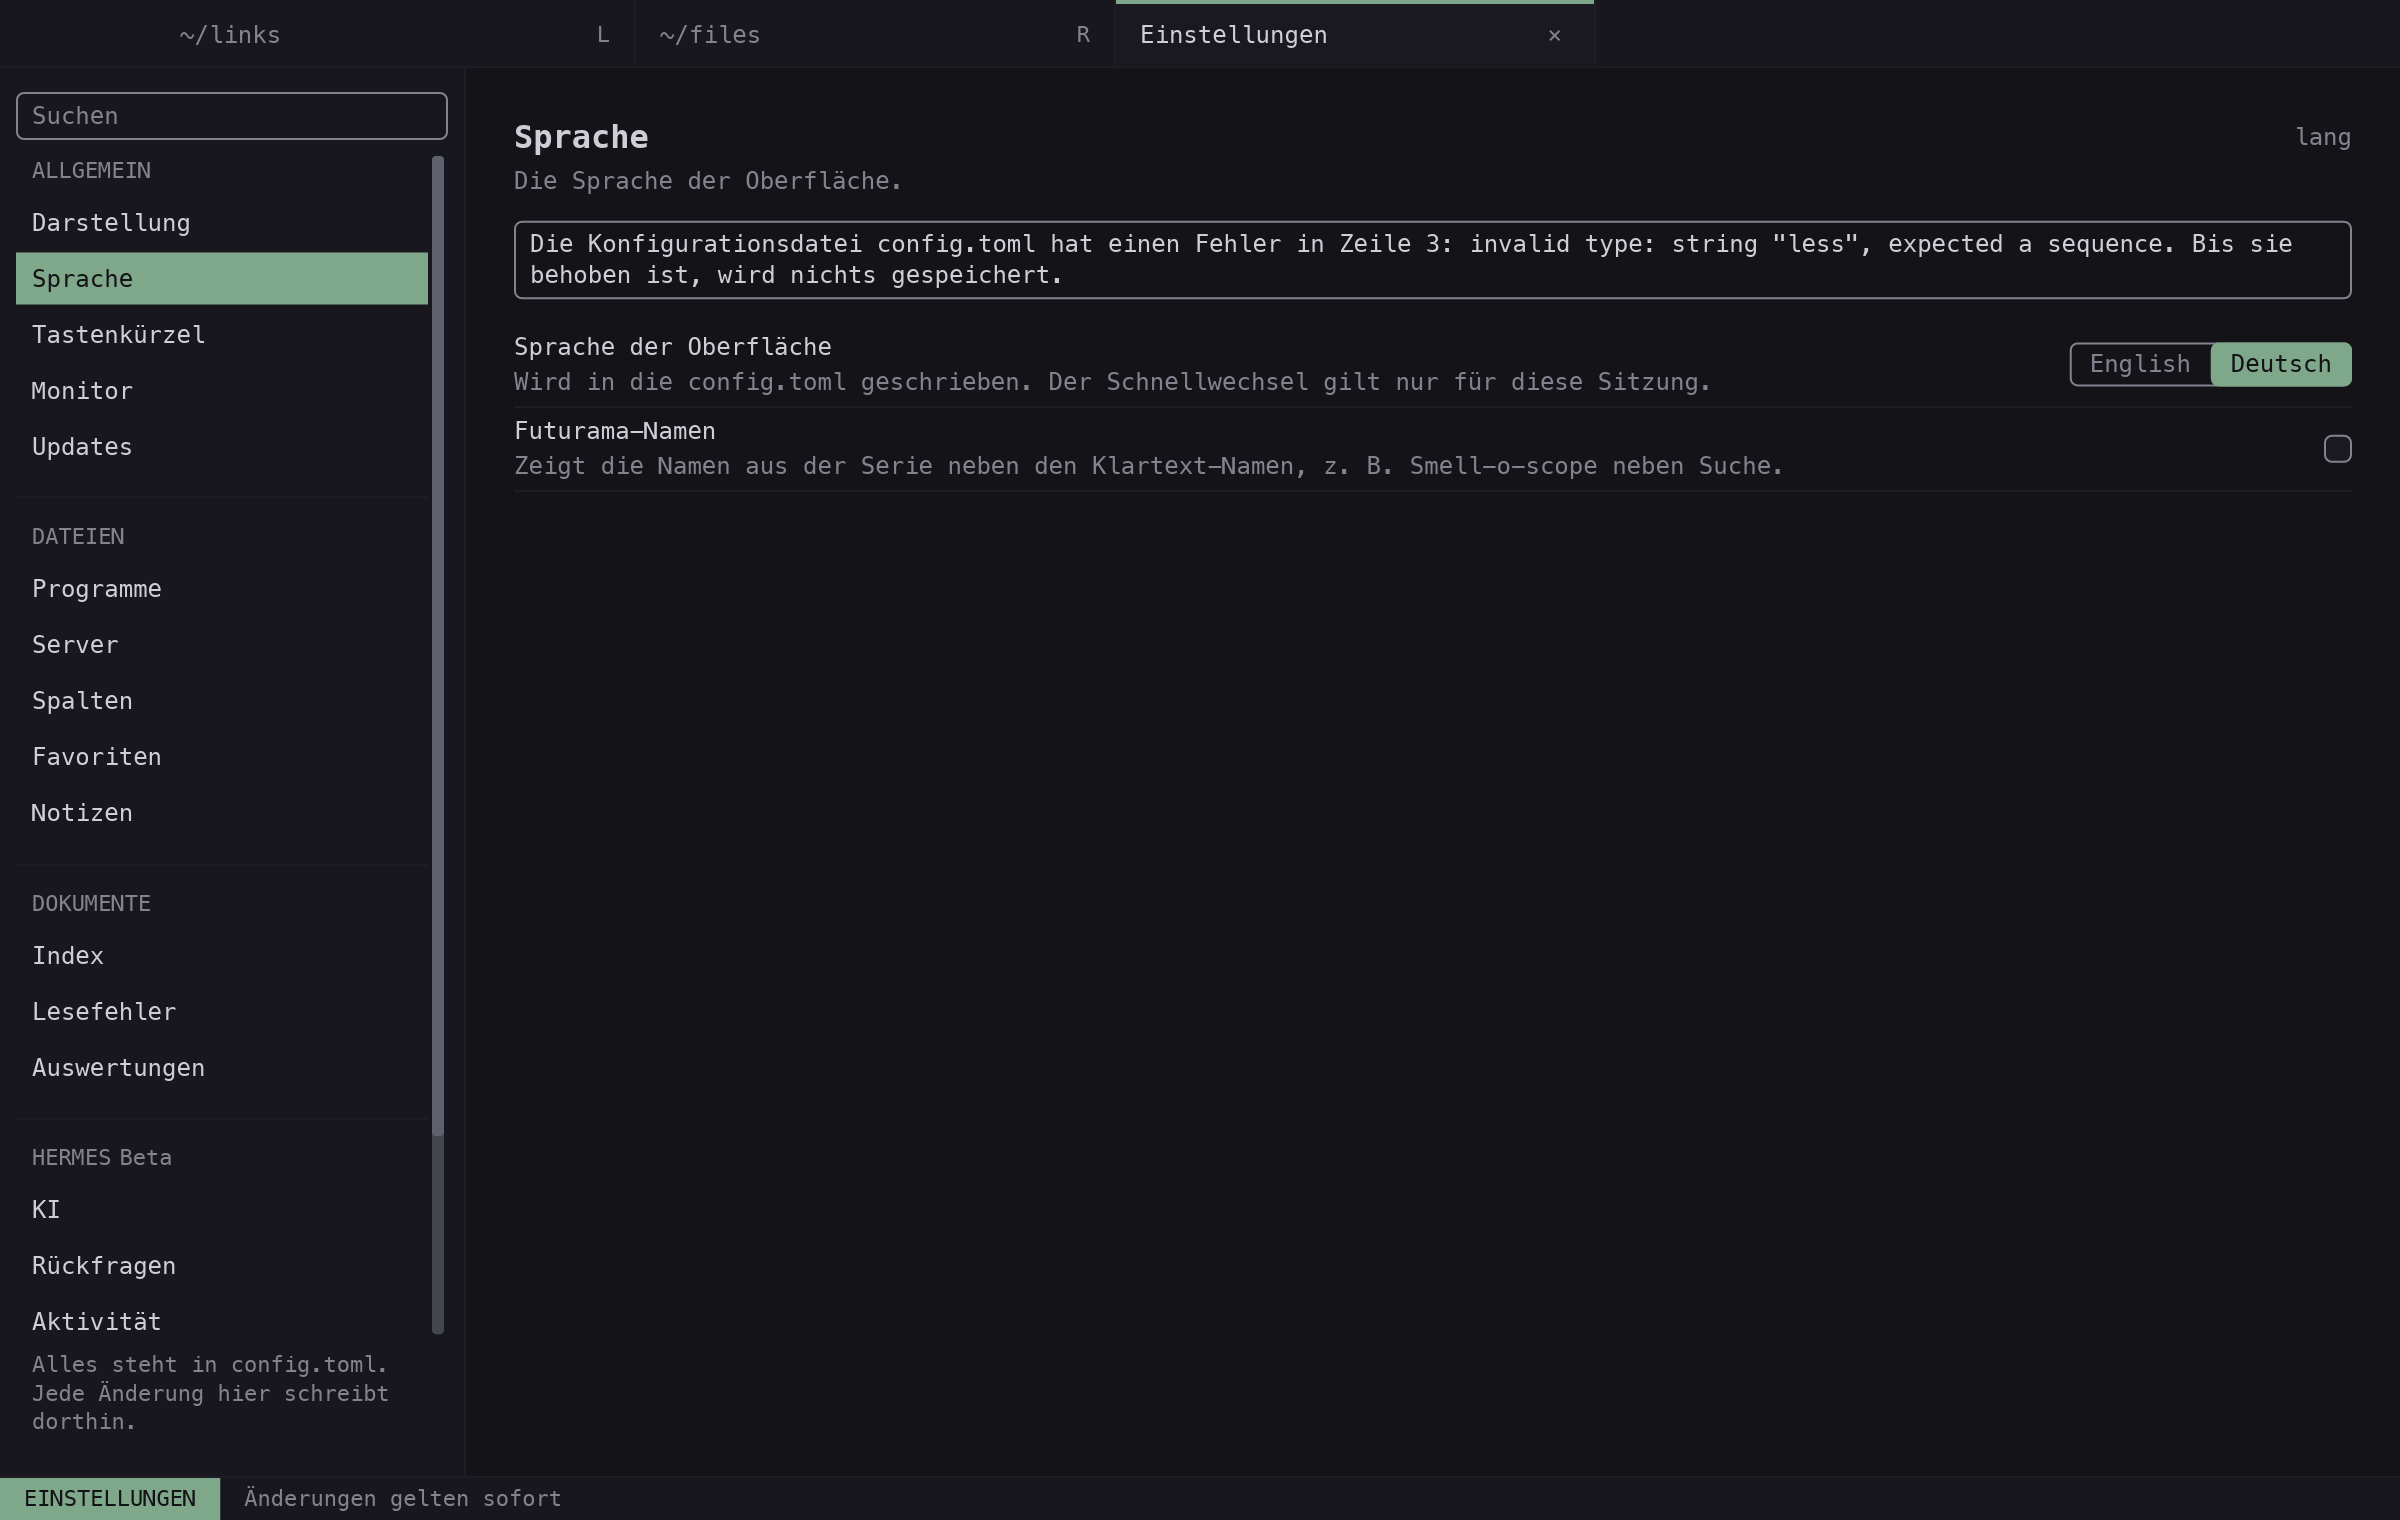 ~/links L ~/files R Einstellungen ×
Suchen
ALLGEMEIN
Darstellung
Sprache
Tastenkürzel
Monitor
Updates
DATEIEN
Programme
Server
Spalten
Favoriten
Notizen
DOKUMENTE
Index
Lesefehler
Auswertungen
HERMES Beta
KI
Rückfragen
Aktivität
Alles steht in config.toml.
Jede Änderung hier schreibt
dorthin.
Sprache lang
Die Sprache der Oberfläche.
Die Konfigurationsdatei config.toml hat einen Fehler in Zeile 3: invalid type: string "less", expected a sequence. Bis sie
behoben ist, wird nichts gespeichert.
Sprache der Oberfläche
Wird in die config.toml geschrieben. Der Schnellwechsel gilt nur für diese Sitzung.
English Deutsch
Futurama-Namen
Zeigt die Namen aus der Serie neben den Klartext-Namen, z. B. Smell-o-scope neben Suche.
EINSTELLUNGEN Änderungen gelten sofort